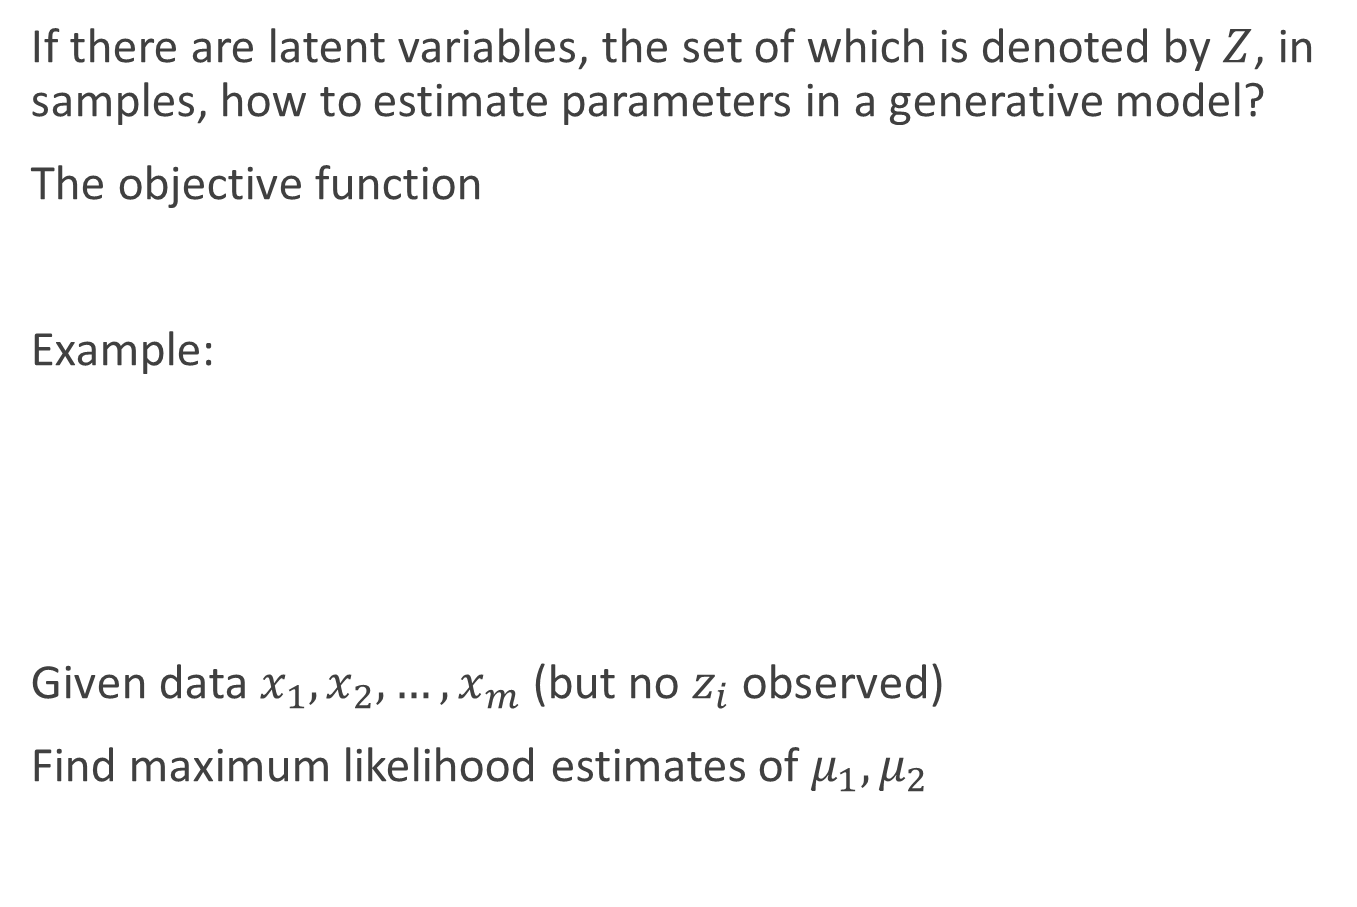 If there are latent variables, the set of which is denoted by 𝑍, in
samples, how to estimate parameters in a generative model?
The objective function
Example:
Given data 𝑥₁, 𝑥₂, … , 𝑥ₘ (but no 𝑧ᵢ observed)
Find maximum likelihood estimates of 𝜇₁, 𝜇₂